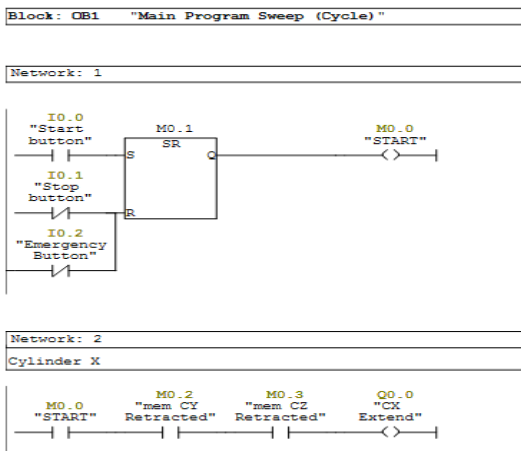 Block: OB1 "Main Program Sweep (Cycle)"
Network: 1
I0.0
"Start
button"
M0.1
SR
M0.0
"START"
S
Q
I0.1
"Stop
button"
R
I0.2
"Emergency
Button"
Network: 2
Cylinder X
M0.0
"START"
M0.2
"mem CY
Retracted"
M0.3
"mem CZ
Retracted"
Q0.0
"CX
Extend"